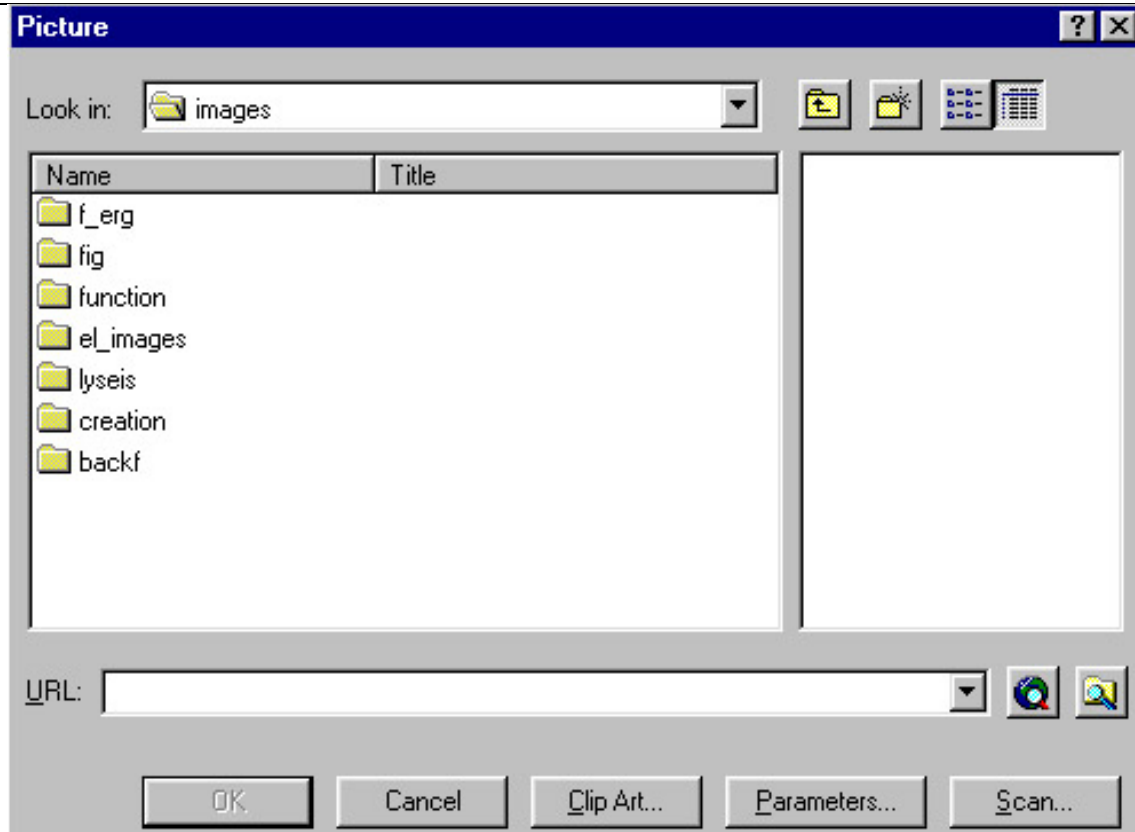 Picture
Look in: images
Name Title
f_erg
fig
function
el_images
lyseis
creation
backf
URL:
OK Cancel Clip Art... Parameters... Scan...